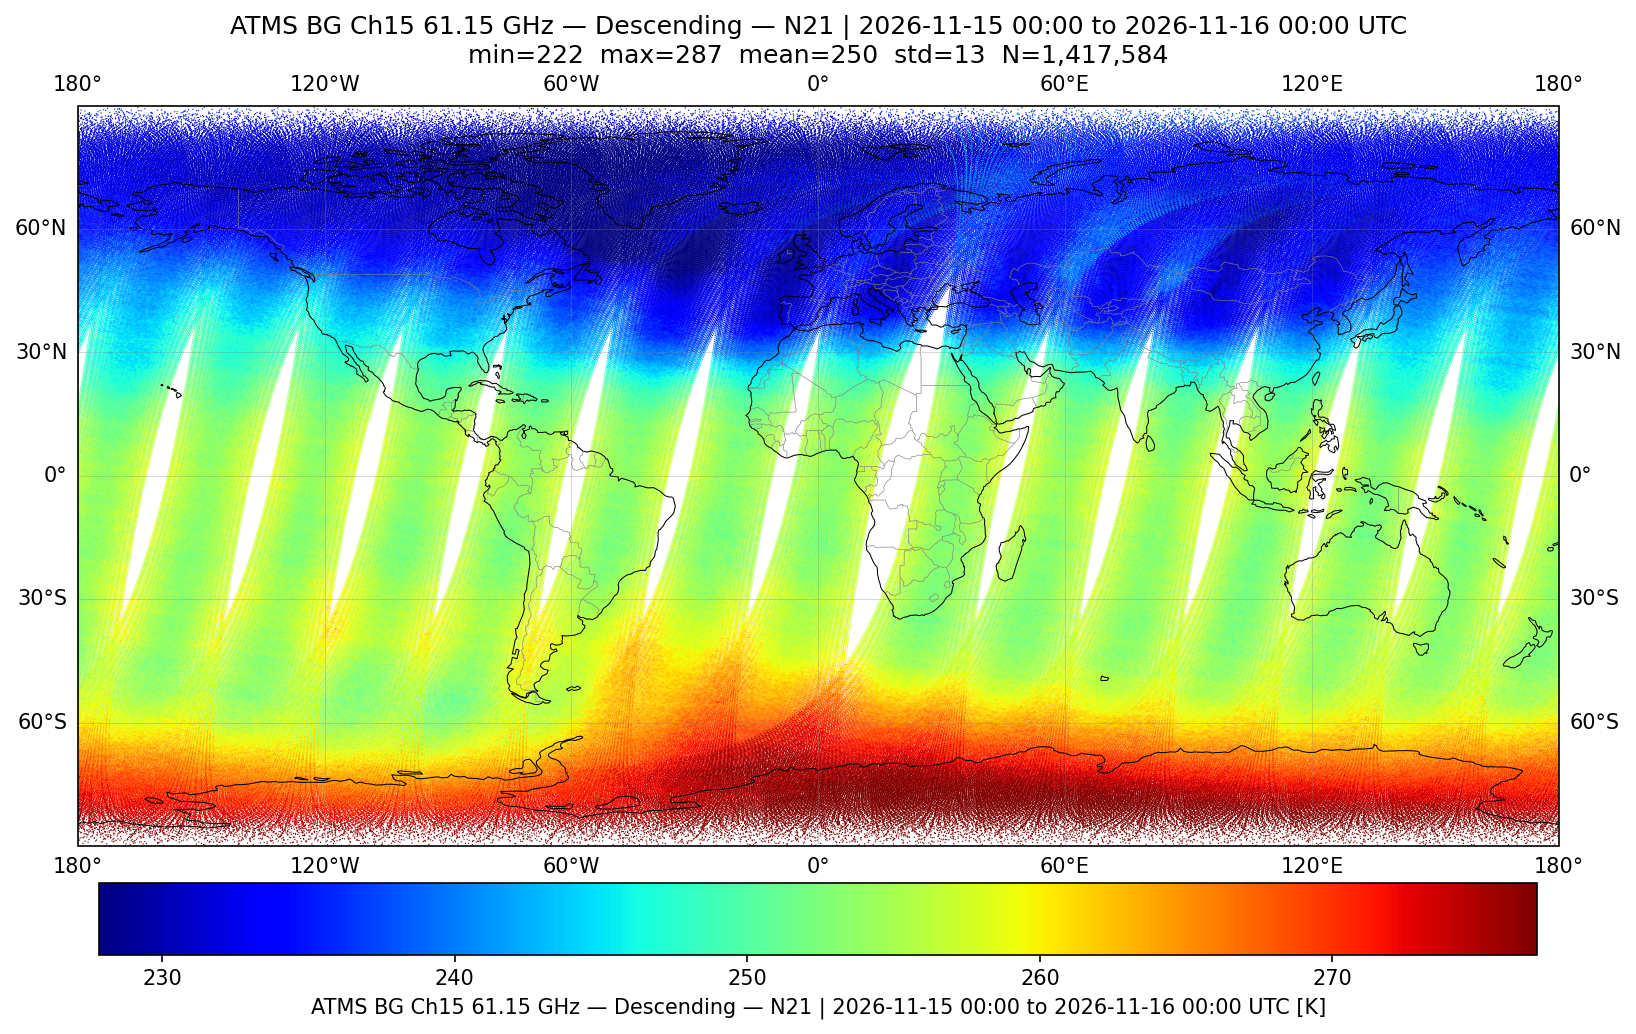 ATMS BG Ch15 61.15 GHz — Descending — N21 | 2026-11-15 00:00 to 2026-11-16 00:00 UTC
min=222 max=287 mean=250 std=13 N=1,417,584
180° 120°W 60°W 0° 60°E 120°E 180°
60°N 60°N
30°N 30°N
0° 0°
30°S 30°S
60°S 60°S
180° 120°W 60°W 0° 60°E 120°E 180°
230 240 250 260 270
ATMS BG Ch15 61.15 GHz — Descending — N21 | 2026-11-15 00:00 to 2026-11-16 00:00 UTC [K]